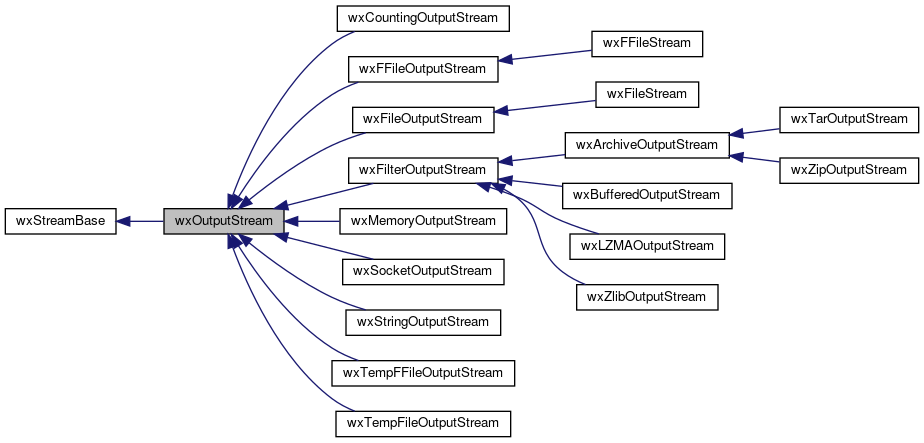 wxCountingOutputStream
wxFFileOutputStream
wxFFileStream
wxFileOutputStream
wxFileStream
wxFilterOutputStream
wxArchiveOutputStream
wxTarOutputStream
wxZipOutputStream
wxBufferedOutputStream
wxStreamBase
wxOutputStream
wxMemoryOutputStream
wxLZMAOutputStream
wxSocketOutputStream
wxZlibOutputStream
wxStringOutputStream
wxTempFFileOutputStream
wxTempFileOutputStream